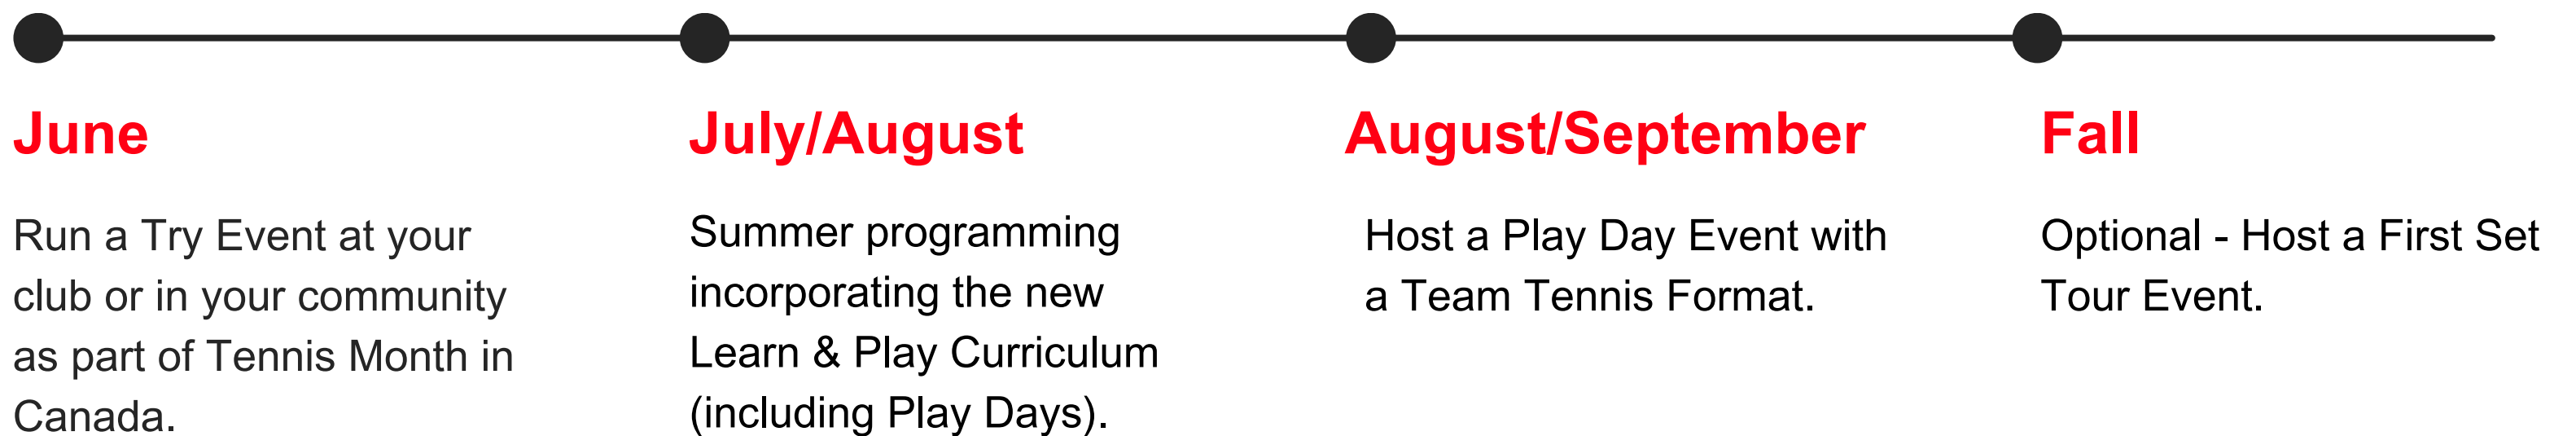 June
Run a Try Event at your
club or in your community
as part of Tennis Month in
Canada.
July/August
Summer programming
incorporating the new
Learn & Play Curriculum
(including Play Days).
August/September
Host a Play Day Event with
a Team Tennis Format.
Fall
Optional - Host a First Set
Tour Event.